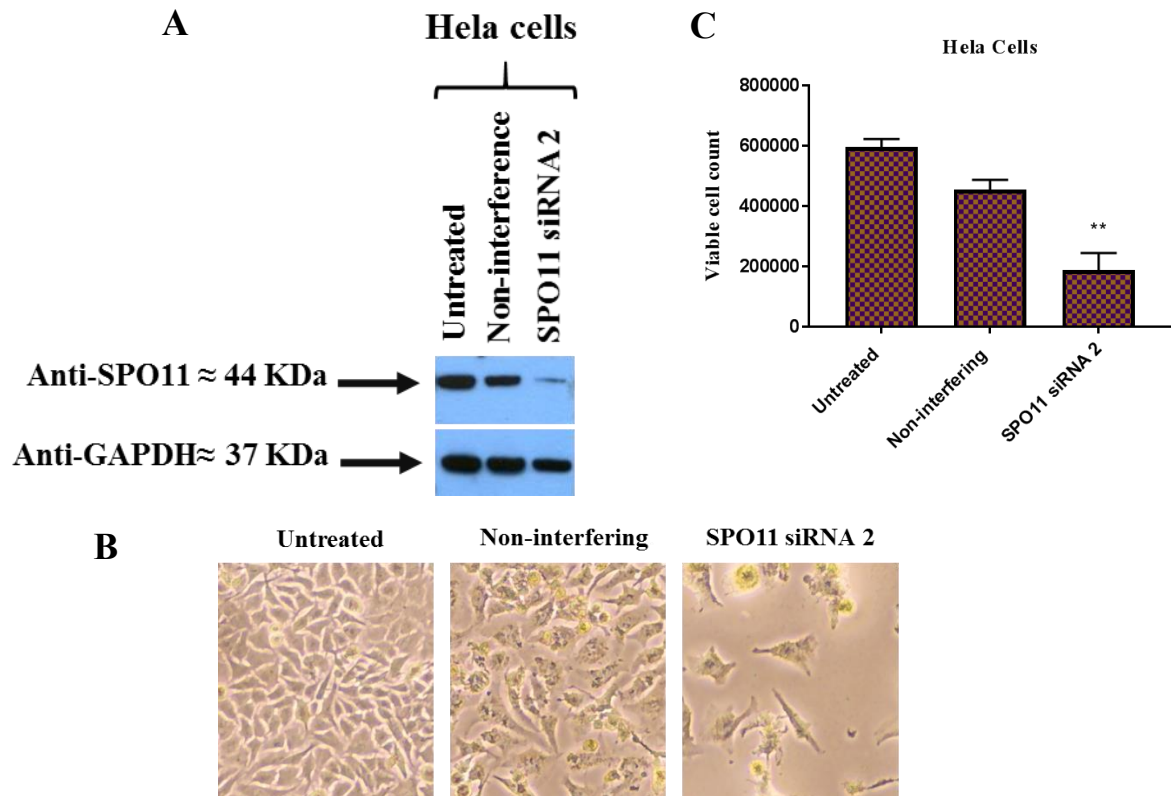 A
Hela cells
Untreated
Non-interference
SPO11 siRNA 2
Anti-SPO11 ≈ 44 KDa
Anti-GAPDH≈ 37 KDa
C
Hela Cells
Viable cell count
800000
600000
400000
200000
0
**
Untreated
Non-interfering
SPO11 siRNA 2
B
Untreated
Non-interfering
SPO11 siRNA 2